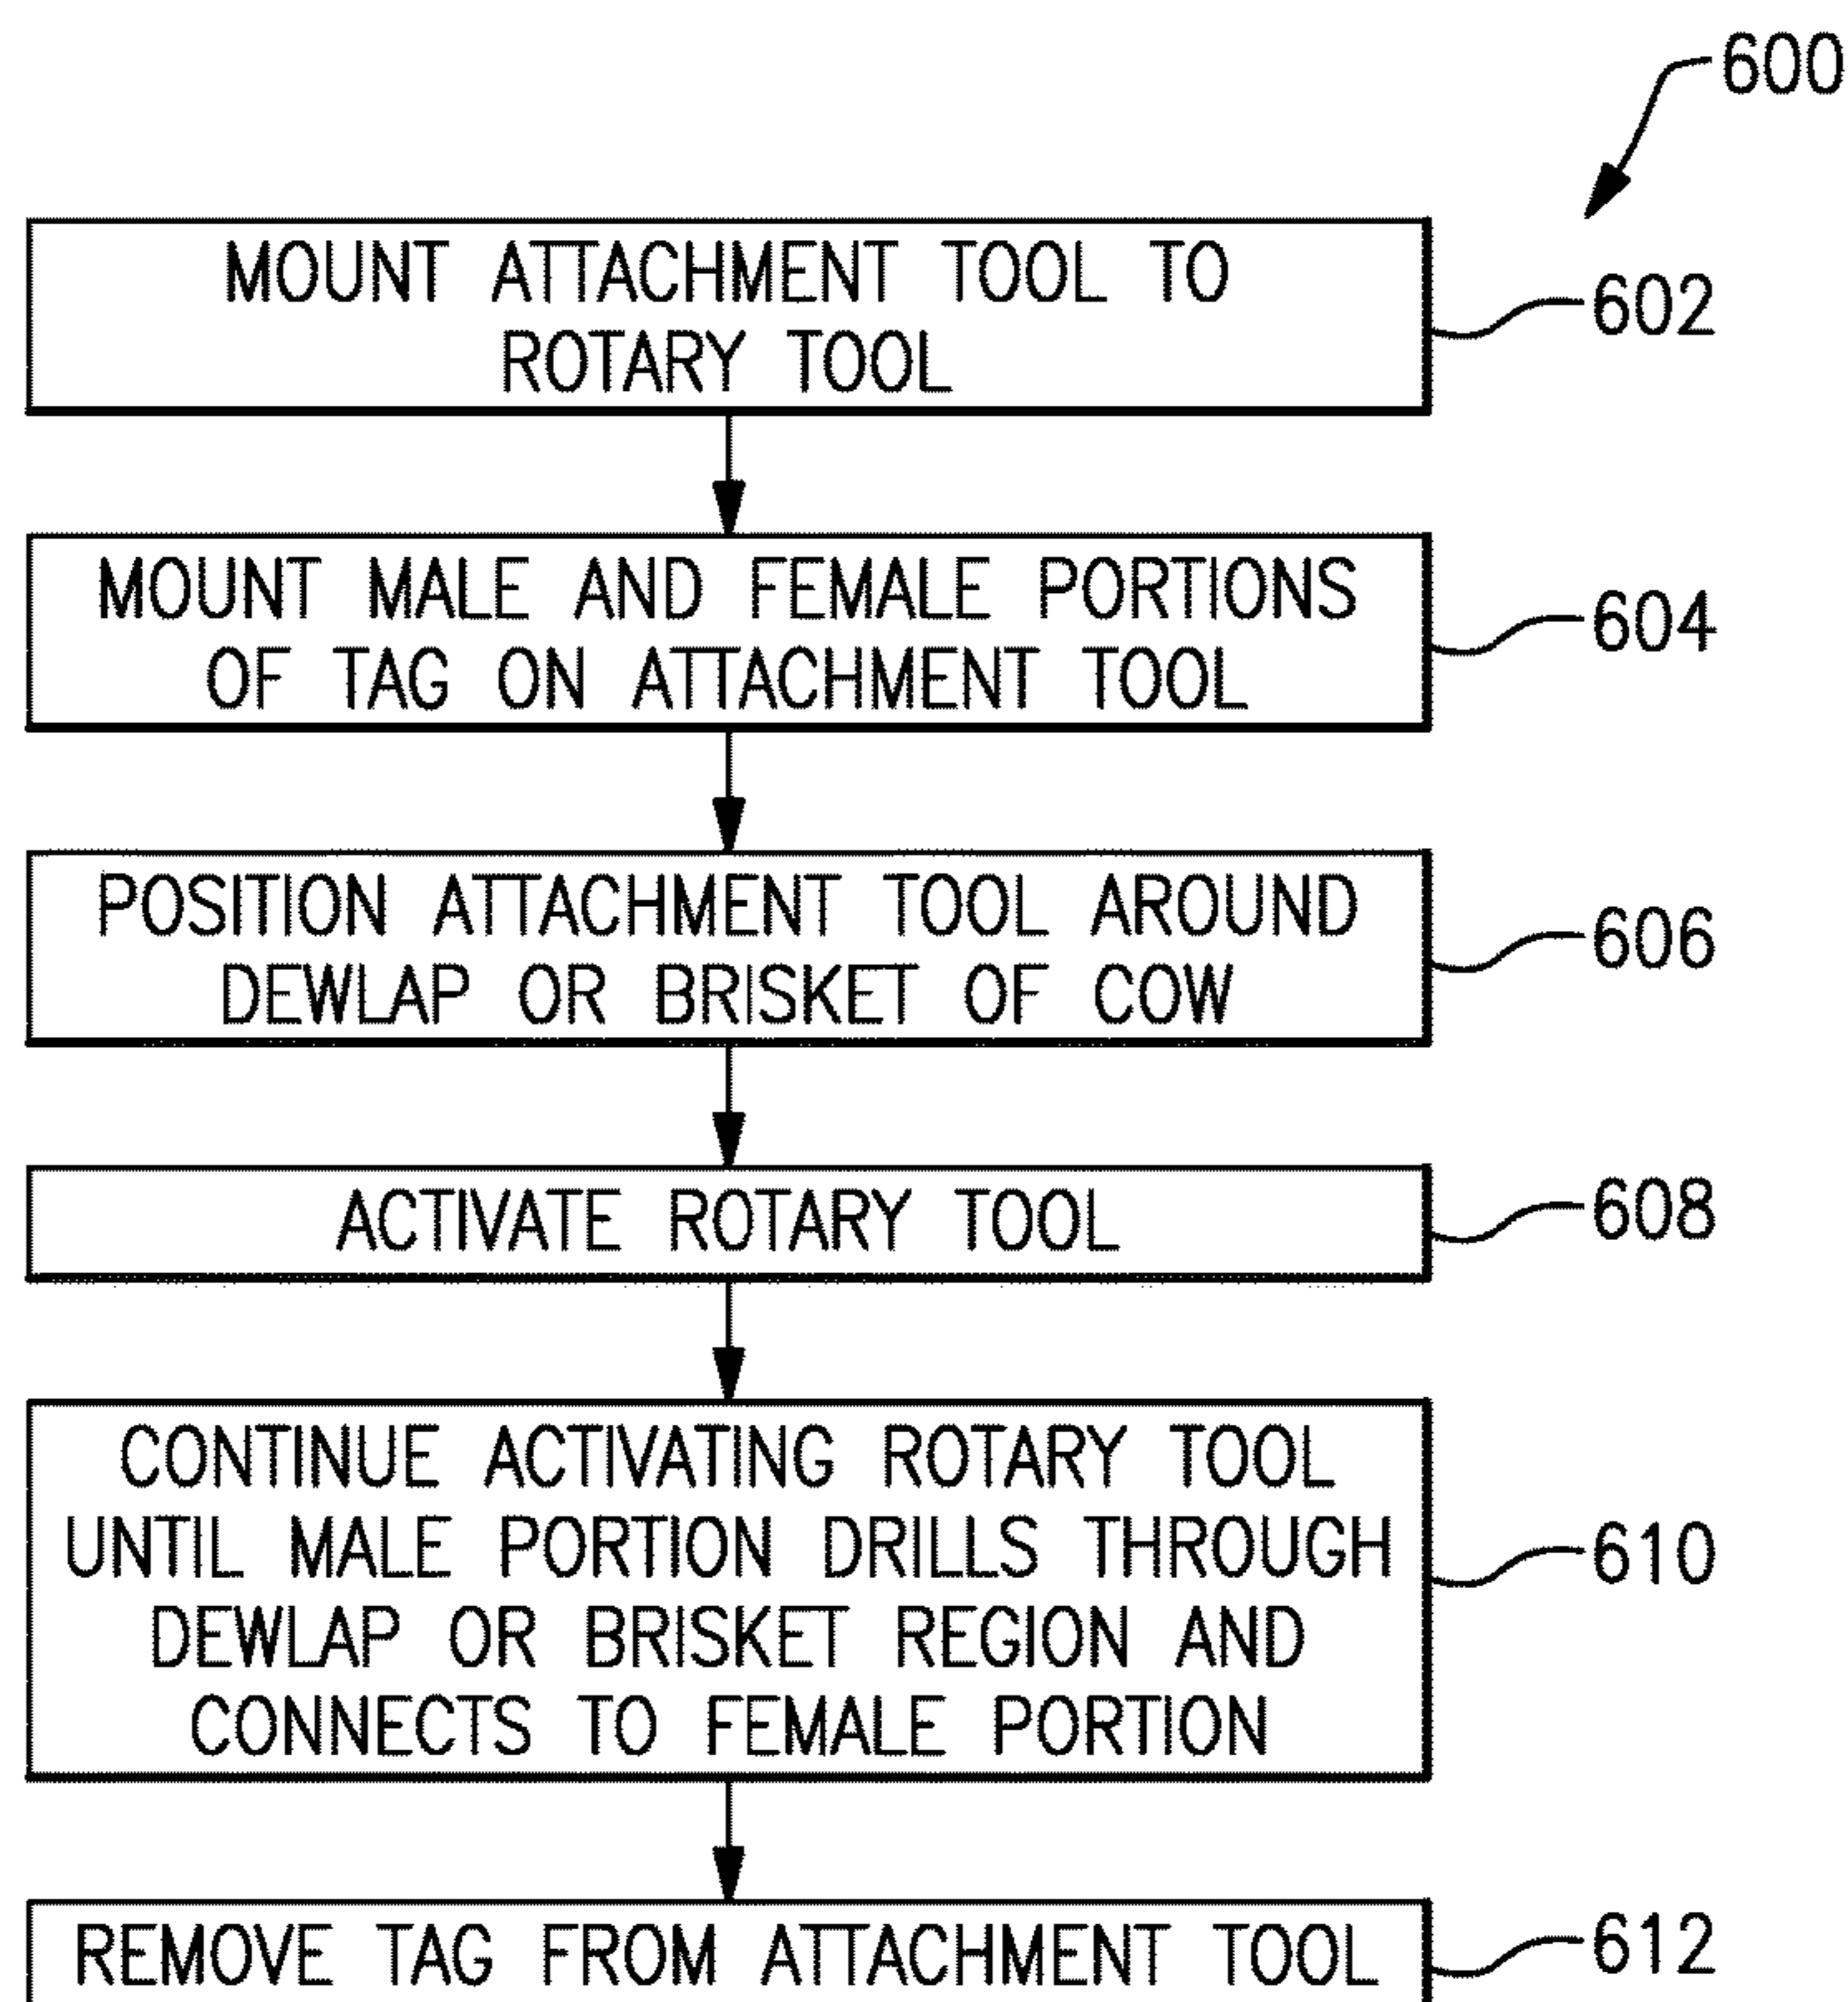 600
MOUNT ATTACHMENT TOOL TO
ROTARY TOOL
602
MOUNT MALE AND FEMALE PORTIONS
OF TAG ON ATTACHMENT TOOL
604
POSITION ATTACHMENT TOOL AROUND
DEWLAP OR BRISKET OF COW
606
ACTIVATE ROTARY TOOL
608
CONTINUE ACTIVATING ROTARY TOOL
UNTIL MALE PORTION DRILLS THROUGH
DEWLAP OR BRISKET REGION AND
CONNECTS TO FEMALE PORTION
610
REMOVE TAG FROM ATTACHMENT TOOL
612